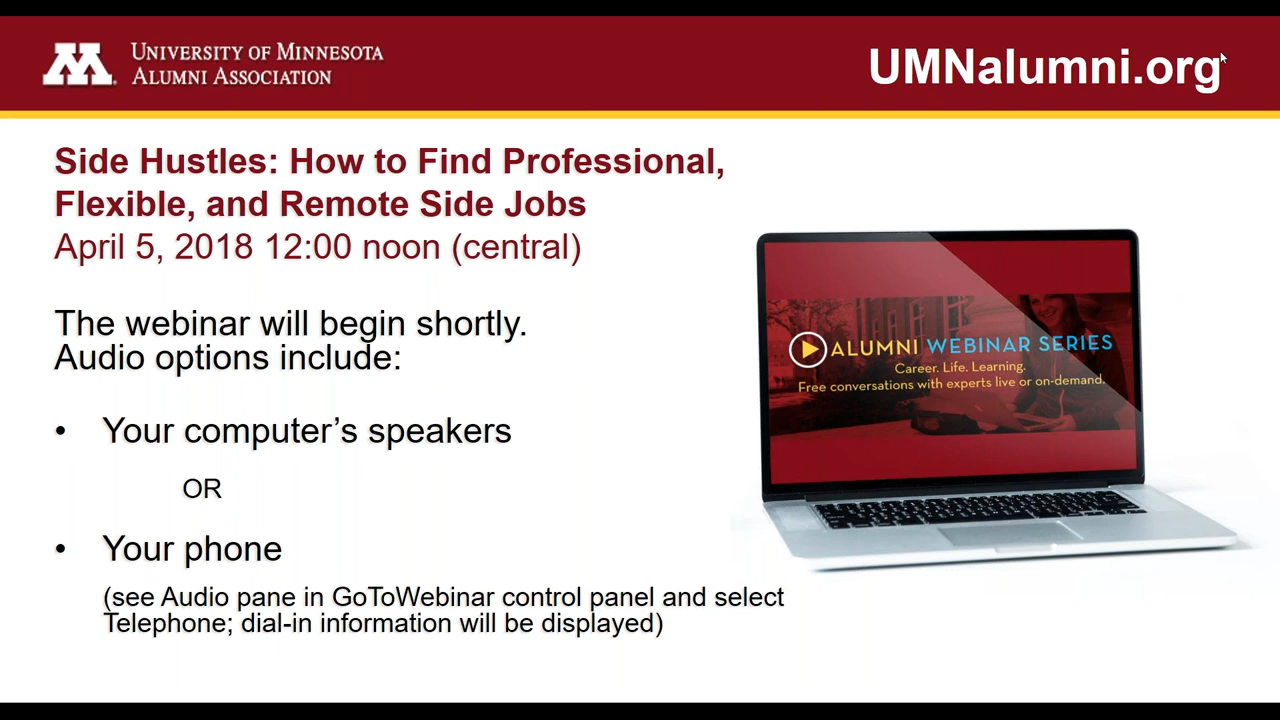 UNIVERSITY OF MINNESOTA
ALUMNI ASSOCIATION
UMNalumni.org
Side Hustles: How to Find Professional,
Flexible, and Remote Side Jobs
April 5, 2018 12:00 noon (central)
The webinar will begin shortly.
Audio options include:
• Your computer’s speakers
OR
• Your phone
(see Audio pane in GoToWebinar control panel and select
Telephone; dial-in information will be displayed)
ALUMNI WEBINAR SERIES
Career. Life. Learning.
Free conversations with experts live or on-demand.